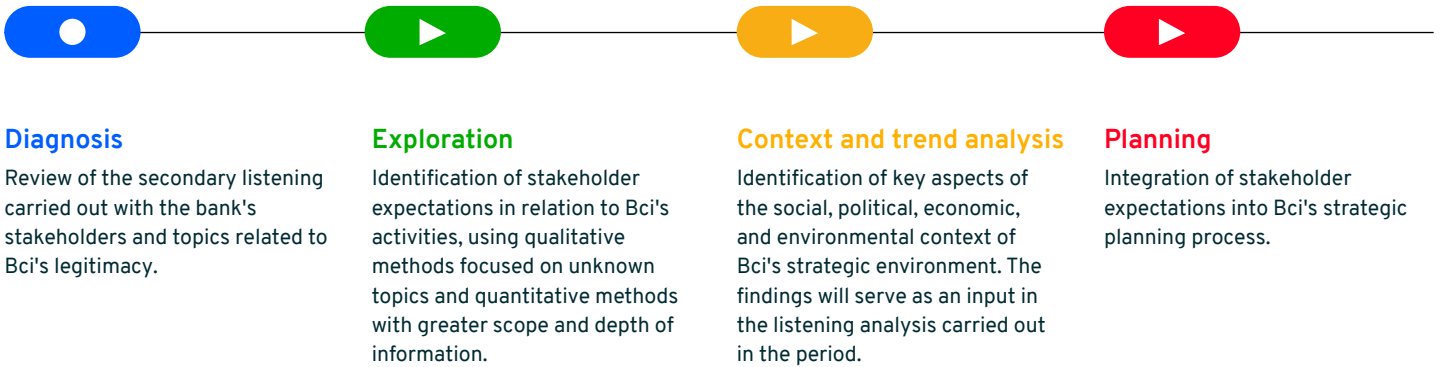 Diagnosis
Review of the secondary listening
carried out with the bank's
stakeholders and topics related to
Bci's legitimacy.
Exploration
Identification of stakeholder
expectations in relation to Bci's
activities, using qualitative
methods focused on unknown
topics and quantitative methods
with greater scope and depth of
information.
Context and trend analysis
Identification of key aspects of
the social, political, economic,
and environmental context of
Bci's strategic environment. The
findings will serve as an input in
the listening analysis carried out
in the period.
Planning
Integration of stakeholder
expectations into Bci's strategic
planning process.